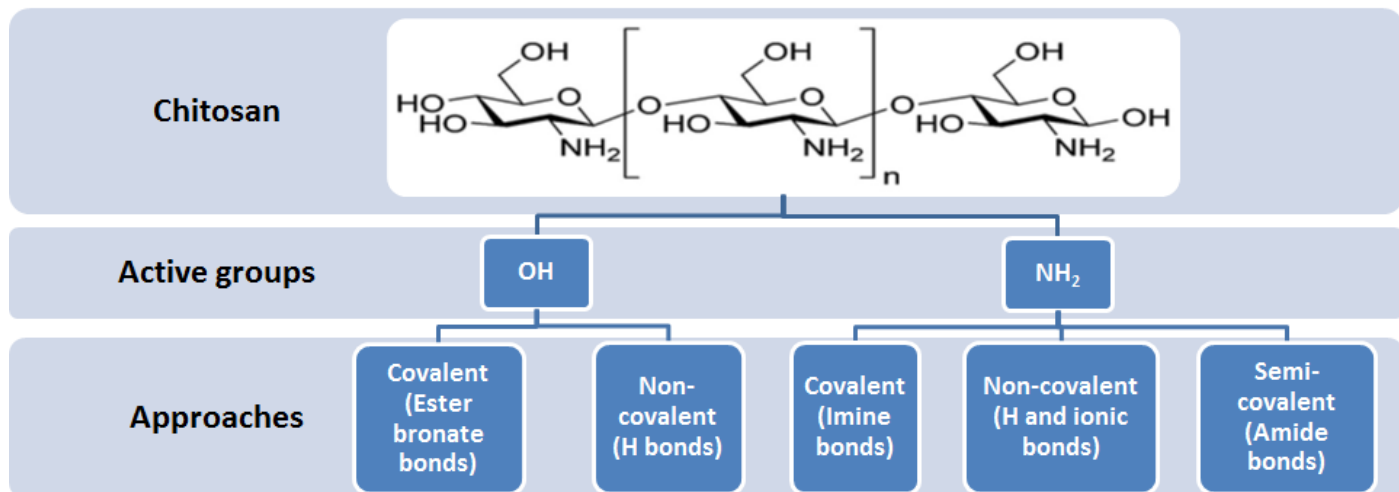 Chitosan
OH OH OH
HO O O O O O OH
HO HO HO
NH₂ NH₂ NH₂
n
Active groups
OH
NH₂
Approaches
Covalent
(Ester
bronate
bonds)
Non-
covalent
(H bonds)
Covalent
(Imine
bonds)
Non-covalent
(H and ionic
bonds)
Semi-
covalent
(Amide
bonds)